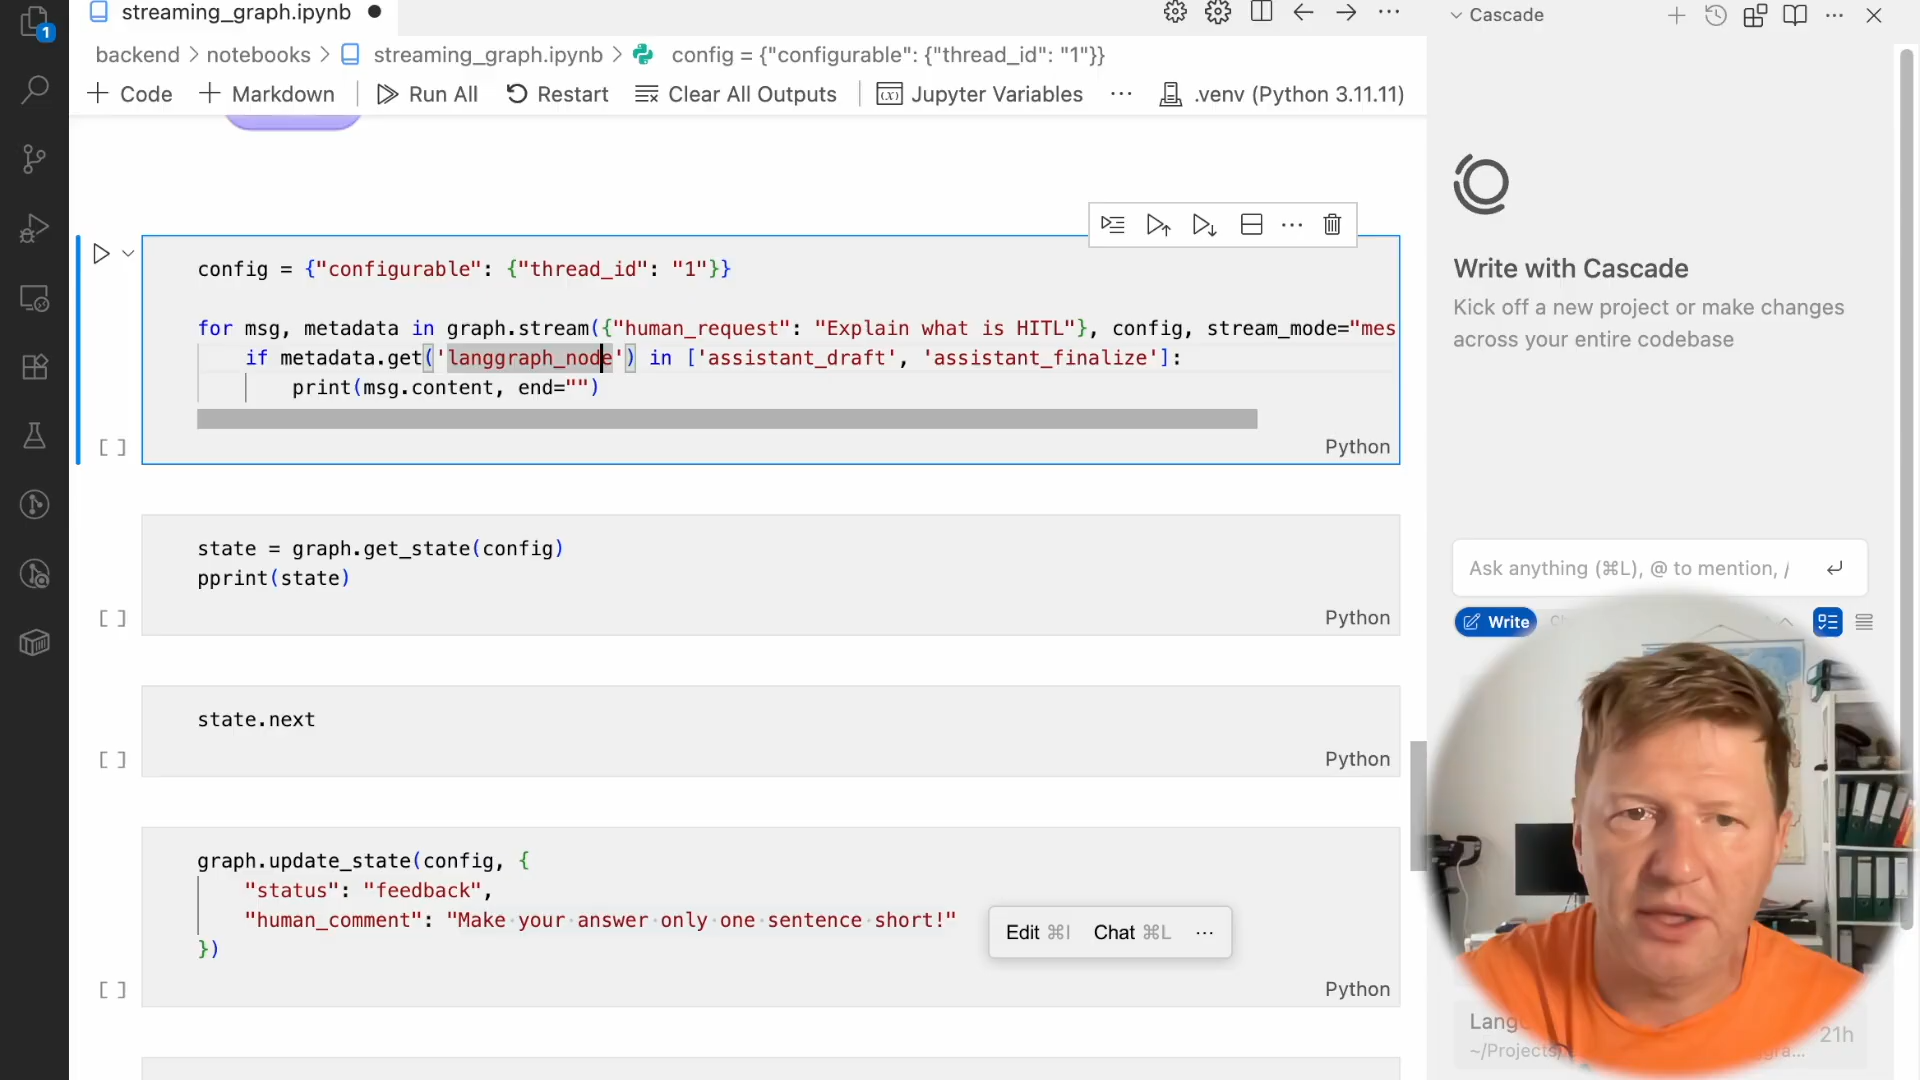 streaming_graph.ipynb
Cascade
1
backend > notebooks > streaming_graph.ipynb > config = {"configurable": {"thread_id": "1"}}
Code
Markdown
Run All
Restart
Clear All Outputs
Jupyter Variables
.venv (Python 3.11.11)
config = {"configurable": {"thread_id": "1"}}
for msg, metadata in graph.stream({"human_request": "Explain what is HITL"}, config, stream_mode="mes
if metadata.get('langgraph_node') in ['assistant_draft', 'assistant_finalize']:
print(msg.content, end="")
[ ]
Python
state = graph.get_state(config)
pprint(state)
[ ]
Python
state.next
[ ]
Python
graph.update_state(config, {
"status": "feedback",
"human_comment": "Make your answer only one sentence short!"
})
Edit ⌘I
Chat ⌘L
[ ]
Python
Write with Cascade
Kick off a new project or make changes
across your entire codebase
Ask anything (⌘L), @ to mention, /
Write
21h
~/Projects/